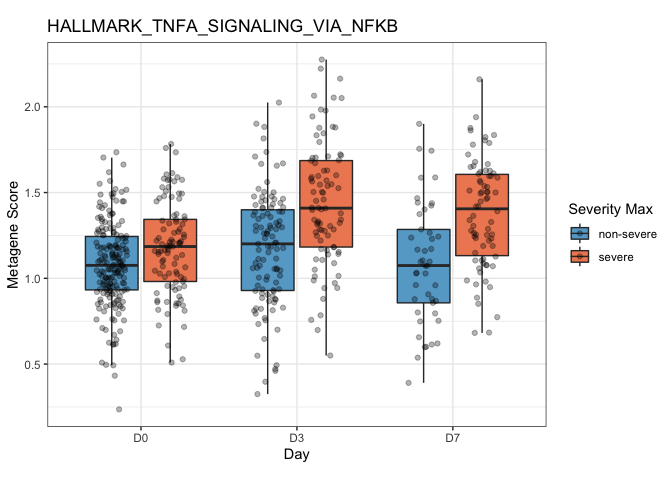 HALLMARK_TNFA_SIGNALING_VIA_NFKB
Metagene Score
2.0
1.5
1.0
0.5
D0
D3
D7
Day
Severity Max
non-severe
severe